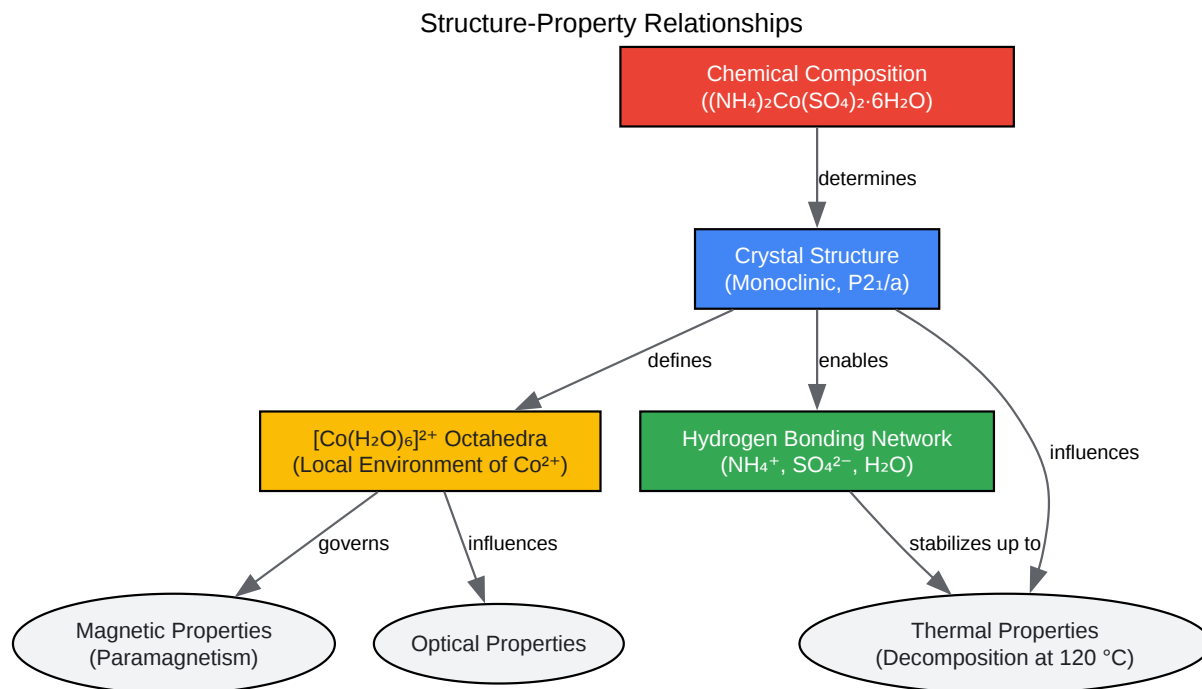 Structure-Property Relationships
Chemical Composition
((NH₄)₂Co(SO₄)₂·6H₂O)
determines
Crystal Structure
(Monoclinic, P2₁/a)
defines
enables
influences
[Co(H₂O)₆]²⁺ Octahedra
(Local Environment of Co²⁺)
Hydrogen Bonding Network
(NH₄⁺, SO₄²⁻, H₂O)
governs
influences
stabilizes up to
Magnetic Properties
(Paramagnetism)
Optical Properties
Thermal Properties
(Decomposition at 120 °C)